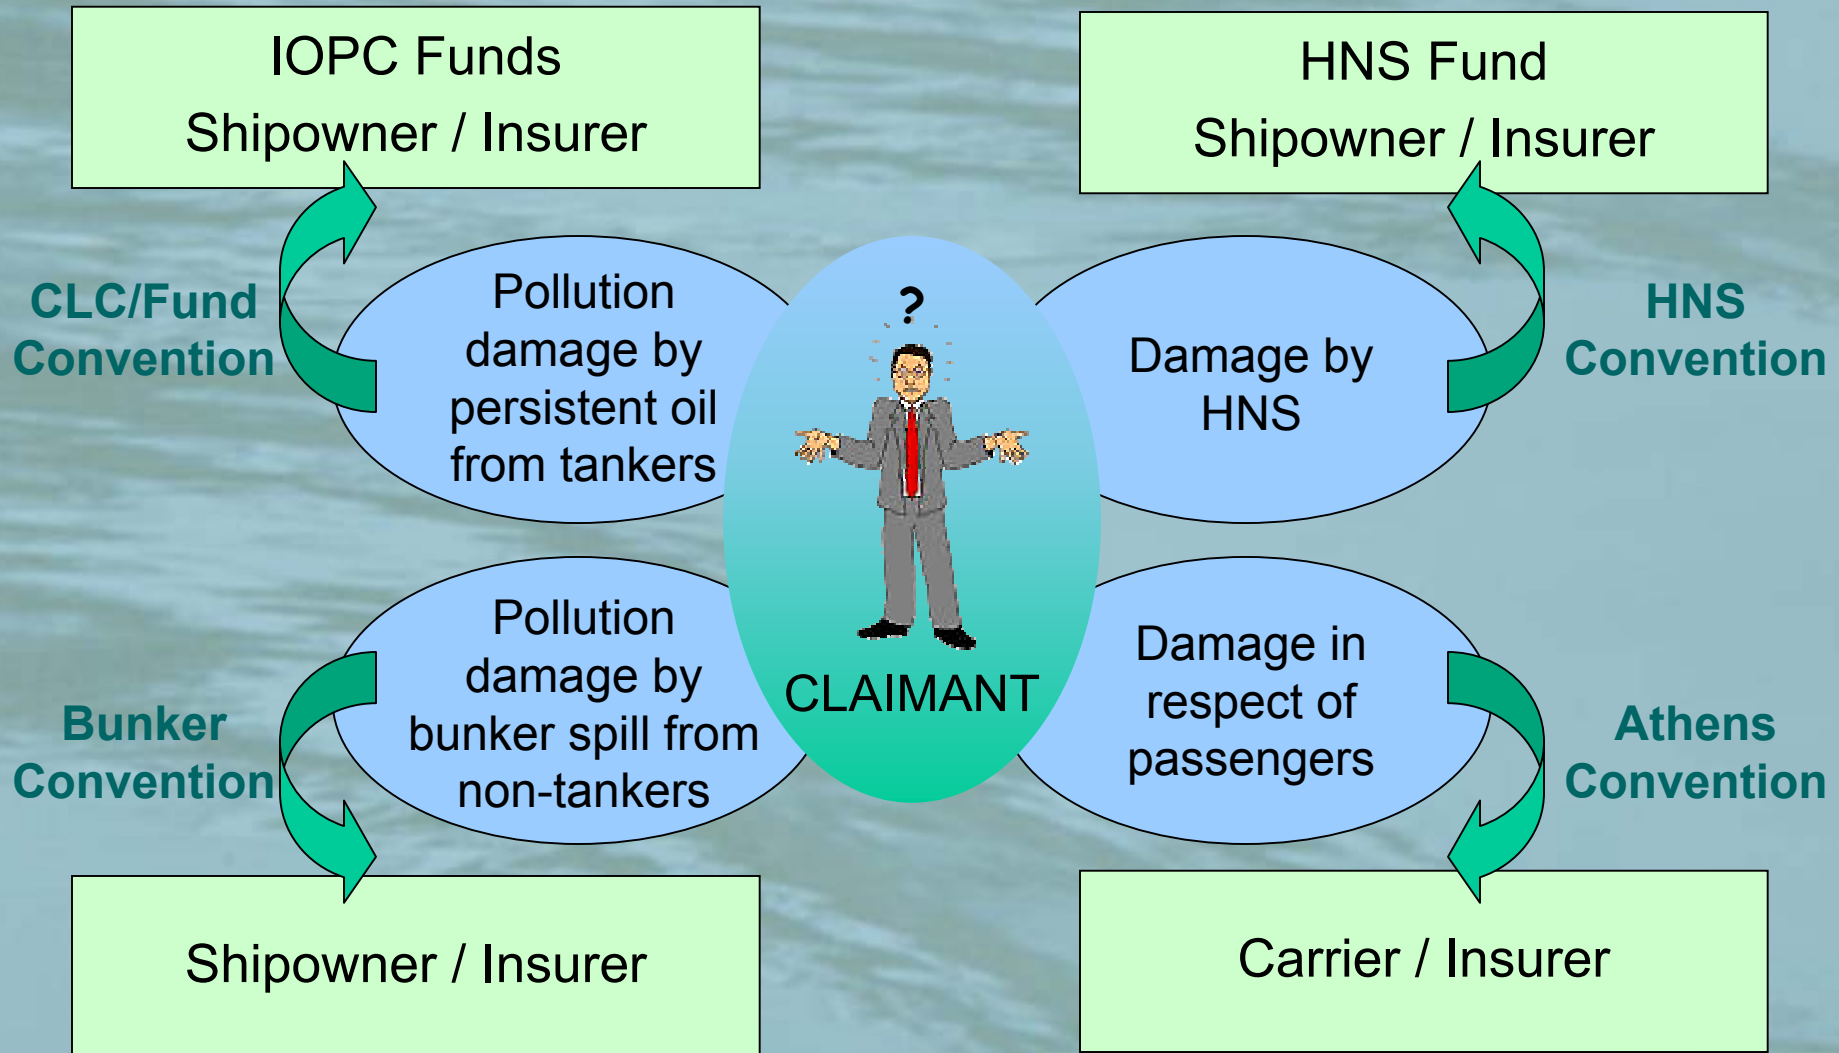 IOPC Funds
Shipowner / Insurer
HNS Fund
Shipowner / Insurer
CLC/Fund
Convention
Pollution
damage by
persistent oil
from tankers
?
Damage by
HNS
HNS
Convention
Bunker
Convention
Pollution
damage by
bunker spill from
non-tankers
CLAIMANT
Damage in
respect of
passengers
Athens
Convention
Shipowner / Insurer
Carrier / Insurer